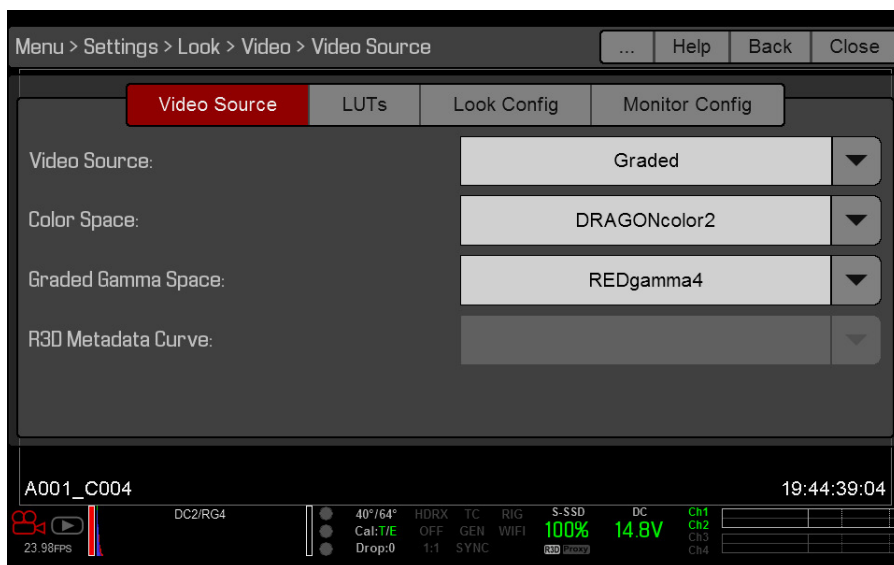 Menu > Settings > Look > Video > Video Source ... Help Back Close
Video Source LUTs Look Config Monitor Config
Video Source: Graded
Color Space: DRAGONcolor2
Graded Gamma Space: REDgamma4
R3D Metadata Curve:
A001_C004 19:44:39:04
DC2/RG4 40°/64° HDRX TC RIG S-SSD DC Ch1
Cal:T/E OFF GEN WIFI 100% 14.8V Ch2
23.98FPS Drop:0 1:1 SYNC R3D Proxy Ch3
Ch4